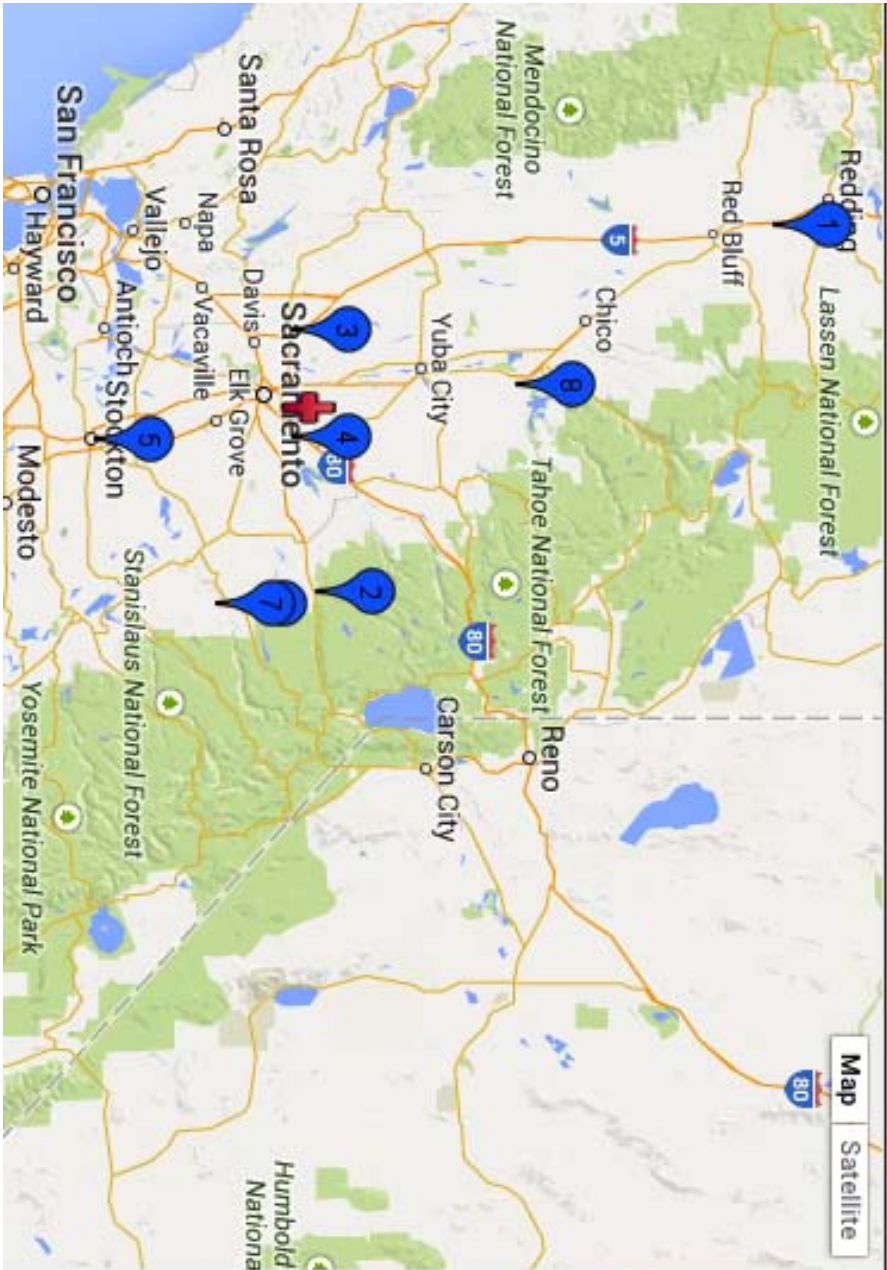 Map
Satellite
Redding
1
Lassen National Forest
80
Red Bluff
5
Chico
8
Mendocino
National Forest
Reno
Tahoe National Forest
80
Carson City
Yuba City
2
3
4
80
Sacramento
Humbold
Nationa
7
Davis
Santa Rosa
Elk Grove
Napa
Vacaville
Vallejo
5
Stanislaus National Forest
Antioch
Stockton
San Francisco
Hayward
Yosemite National Park
Modesto